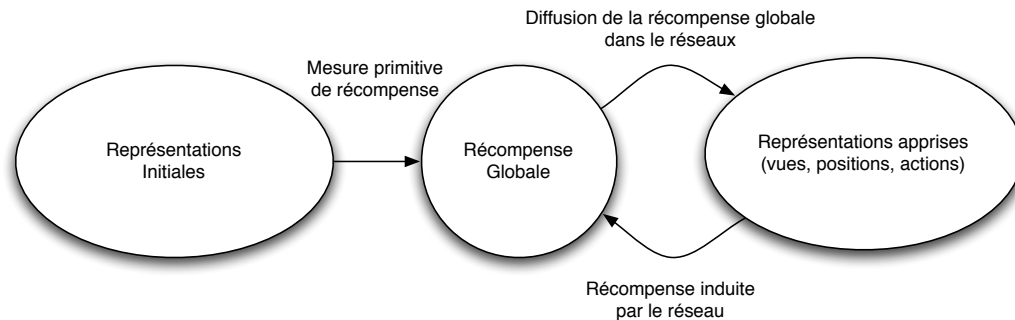 Diffusion de la récompense globale
dans le réseaux
Mesure primitive
de récompense
Représentations
Initiales
Récompense
Globale
Représentations apprises
(vues, positions, actions)
Récompense induite
par le réseau